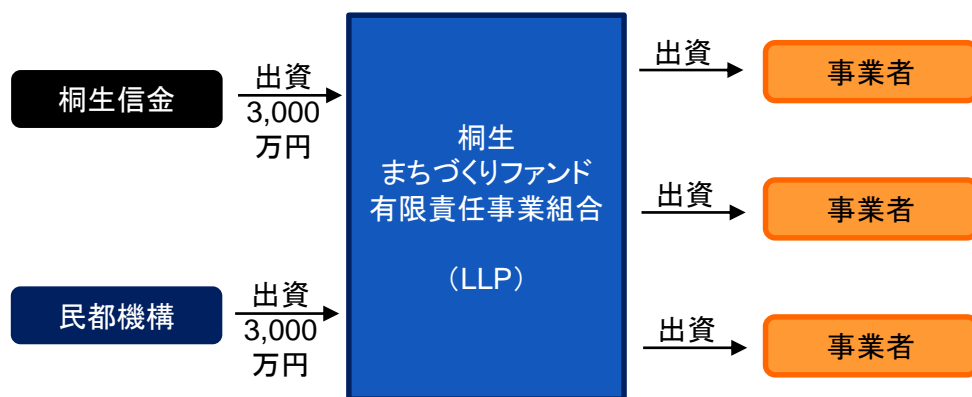 桐生信金
出資
3,000
万円
民都機構
出資
3,000
万円
桐生
まちづくりファンド
有限責任事業組合
（LLP）
出資
事業者
出資
事業者
出資
事業者